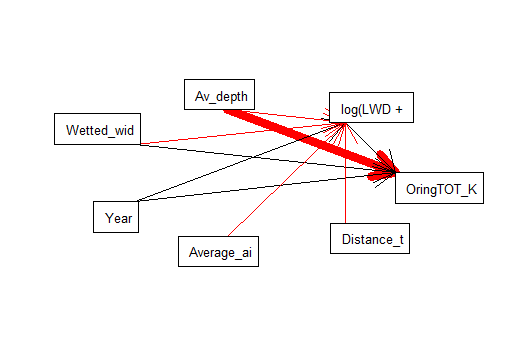 Av_depth
log(LWD +
Wetted_wid
OringTOT_K
Year
Average_ai
Distance_t